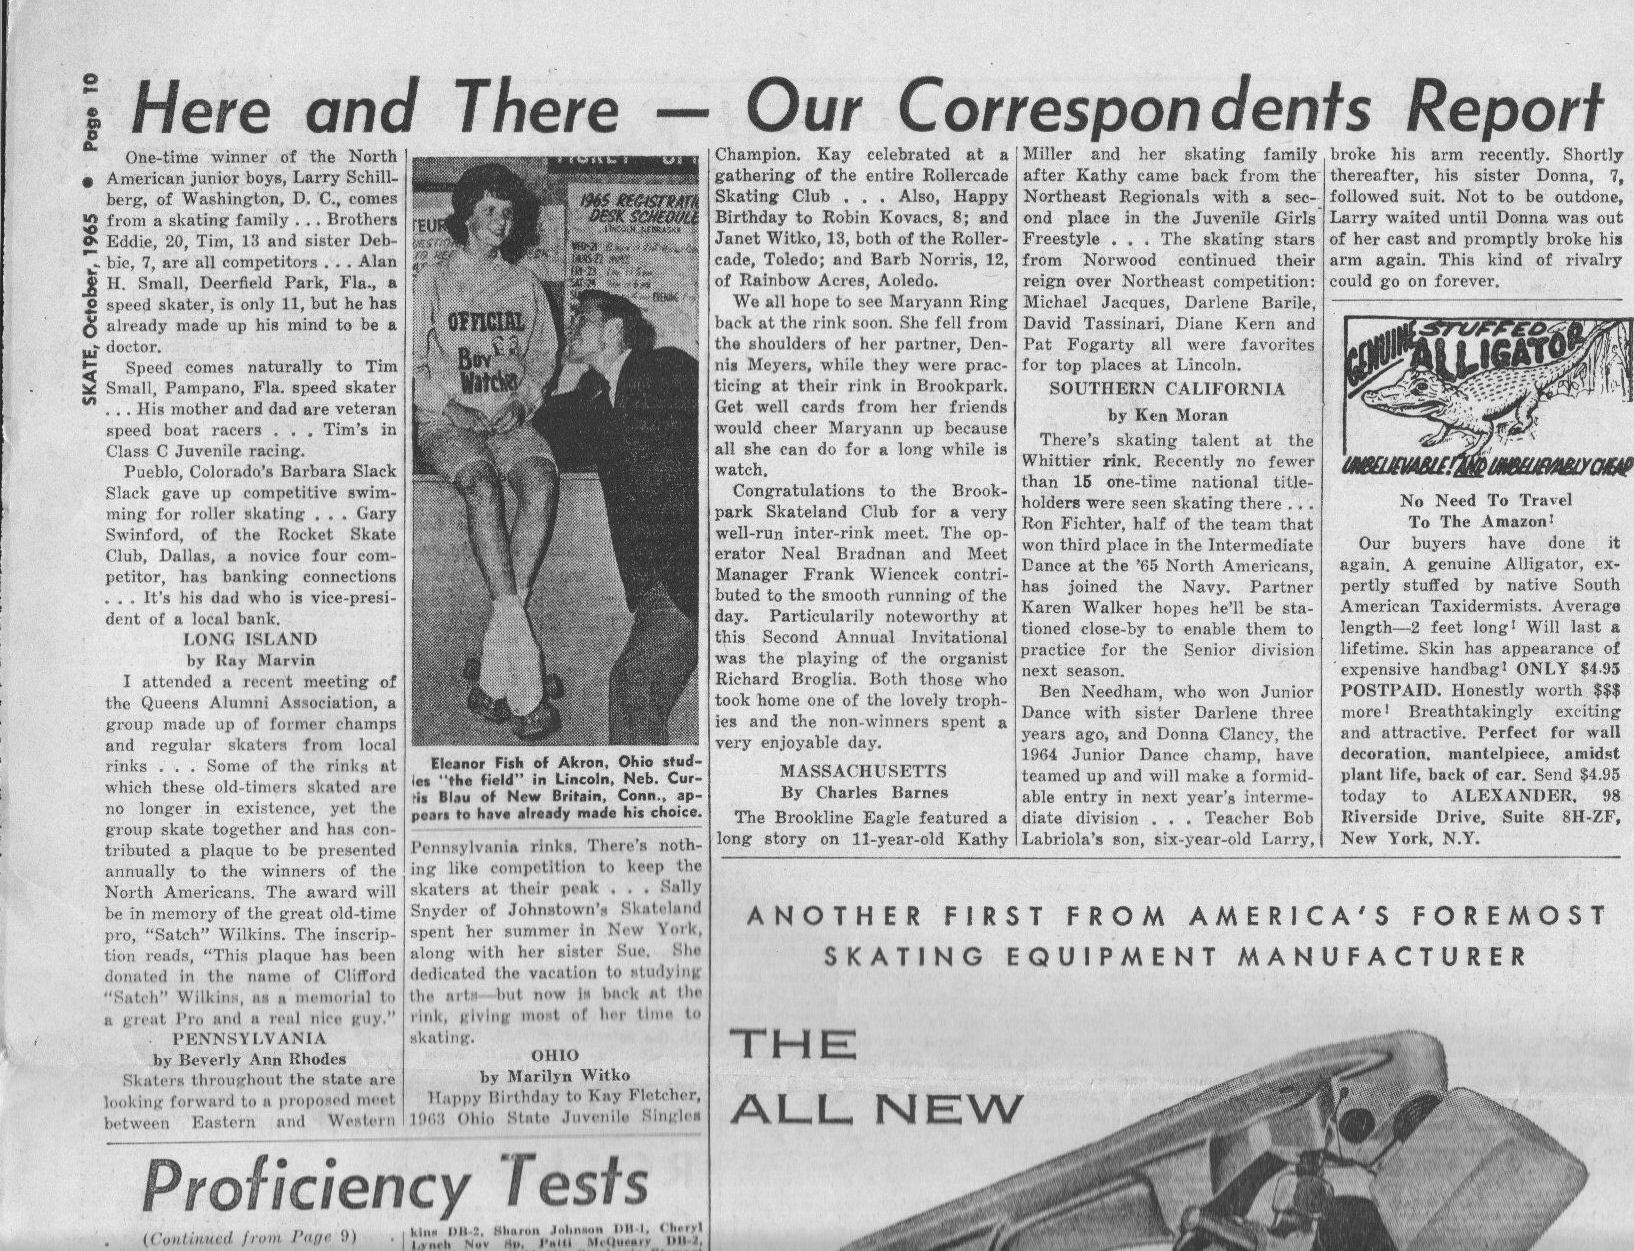 SKATE, October, 1965 • Page 10
Here and There — Our Correspondents Report
One-time winner of the North
American junior boys, Larry Schill-
berg, of Washington, D. C., comes
from a skating family . . . Brothers
Eddie, 20, Tim, 13 and sister Deb-
bie, 7, are all competitors . . . Alan
H. Small, Deerfield Park, Fla., a
speed skater, is only 11, but he has
already made up his mind to be a
doctor.
Speed comes naturally to Tim
Small, Pampano, Fla. speed skater
. . . His mother and dad are veteran
speed boat racers . . . Tim's in
Class C Juvenile racing.
Pueblo, Colorado's Barbara Slack
Slack gave up competitive swim-
ming for roller skating . . . Gary
Swinford, of the Rocket Skate
Club, Dallas, a novice four com-
petitor, has banking connections
. . . It's his dad who is vice-presi-
dent of a local bank.
LONG ISLAND
by Ray Marvin
I attended a recent meeting of
the Queens Alumni Association, a
group made up of former champs
and regular skaters from local
rinks . . . Some of the rinks at
which these old-timers skated are
no longer in existence, yet the
group skate together and has con-
tributed a plaque to be presented
annually to the winners of the
North Americans. The award will
be in memory of the great old-time
pro, "Satch" Wilkins. The inscrip-
tion reads, "This plaque has been
donated in the name of Clifford
"Satch" Wilkins, as a memorial to
a great Pro and a real nice guy."
PENNSYLVANIA
by Beverly Ann Rhodes
Skaters throughout the state are
looking forward to a proposed meet
between Eastern and Western
1965 REGISTRATI
DESK SCHEDULE
LINCOLN, NEBRASKA
OFFICIAL
Boy
Watcher
Eleanor Fish of Akron, Ohio stud-
ies "the field" in Lincoln, Neb. Cur-
ris Blau of New Britain, Conn., ap-
pears to have already made his choice.
Pennsylvania rinks. There's noth-
ing like competition to keep the
skaters at their peak . . . Sally
Snyder of Johnstown's Skateland
spent her summer in New York,
along with her sister Sue. She
dedicated the vacation to studying
the arts—but now is back at the
rink, giving most of her time to
skating.
OHIO
by Marilyn Witko
Happy Birthday to Kay Fletcher,
1963 Ohio State Juvenile Singles
Champion. Kay celebrated at a
gathering of the entire Rollercade
Skating Club . . . Also, Happy
Birthday to Robin Kovacs, 8; and
Janet Witko, 13, both of the Roller-
cade, Toledo; and Barb Norris, 12,
of Rainbow Acres, Aoledo.
We all hope to see Maryann Ring
back at the rink soon. She fell from
the shoulders of her partner, Den-
nis Meyers, while they were prac-
ticing at their rink in Brookpark.
Get well cards from her friends
would cheer Maryann up because
all she can do for a long while is
watch.
Congratulations to the Brook-
park Skateland Club for a very
well-run inter-rink meet. The op-
erator Neal Bradnan and Meet
Manager Frank Wiencek contri-
buted to the smooth running of the
day. Particularily noteworthy at
this Second Annual Invitational
was the playing of the organist
Richard Broglia. Both those who
took home one of the lovely troph-
ies and the non-winners spent a
very enjoyable day.
MASSACHUSETTS
By Charles Barnes
The Brookline Eagle featured a
long story on 11-year-old Kathy
Miller and her skating family
after Kathy came back from the
Northeast Regionals with a sec-
ond place in the Juvenile Girls
Freestyle . . . The skating stars
from Norwood continued their
reign over Northeast competition:
Michael Jacques, Darlene Barile,
David Tassinari, Diane Kern and
Pat Fogarty all were favorites
for top places at Lincoln.
SOUTHERN CALIFORNIA
by Ken Moran
There's skating talent at the
Whittier rink. Recently no fewer
than 15 one-time national title-
holders were seen skating there . . .
Ron Fichter, half of the team that
won third place in the Intermediate
Dance at the '65 North Americans,
has joined the Navy. Partner
Karen Walker hopes he'll be sta-
tioned close-by to enable them to
practice for the Senior division
next season.
Ben Needham, who won Junior
Dance with sister Darlene three
years ago, and Donna Clancy, the
1964 Junior Dance champ, have
teamed up and will make a formid-
able entry in next year's interme-
diate division . . . Teacher Bob
Labriola's son, six-year-old Larry,
broke his arm recently. Shortly
thereafter, his sister Donna, 7,
followed suit. Not to be outdone,
Larry waited until Donna was out
of her cast and promptly broke his
arm again. This kind of rivalry
could go on forever.
GENUINE STUFFED
ALLIGATOR
UNBELIEVABLE! AND UNBELIEVABLY CHEAP
No Need To Travel
To The Amazon!
Our buyers have done it
again. A genuine Alligator, ex-
pertly stuffed by native South
American Taxidermists. Average
length—2 feet long! Will last a
lifetime. Skin has appearance of
expensive handbag! ONLY $4.95
POSTPAID. Honestly worth $$$
more! Breathtakingly exciting
and attractive. Perfect for wall
decoration, mantelpiece, amidst
plant life, back of car. Send $4.95
today to ALEXANDER, 98
Riverside Drive, Suite 8H-ZF,
New York, N.Y.
ANOTHER FIRST FROM AMERICA'S FOREMOST
SKATING EQUIPMENT MANUFACTURER
THE
ALL NEW
Proficiency Tests
(Continued from Page 9)
kins DB-2, Sharon Johnson DB-1, Cheryl
Lynch Nov Sp, Patti McQueary DB-2,